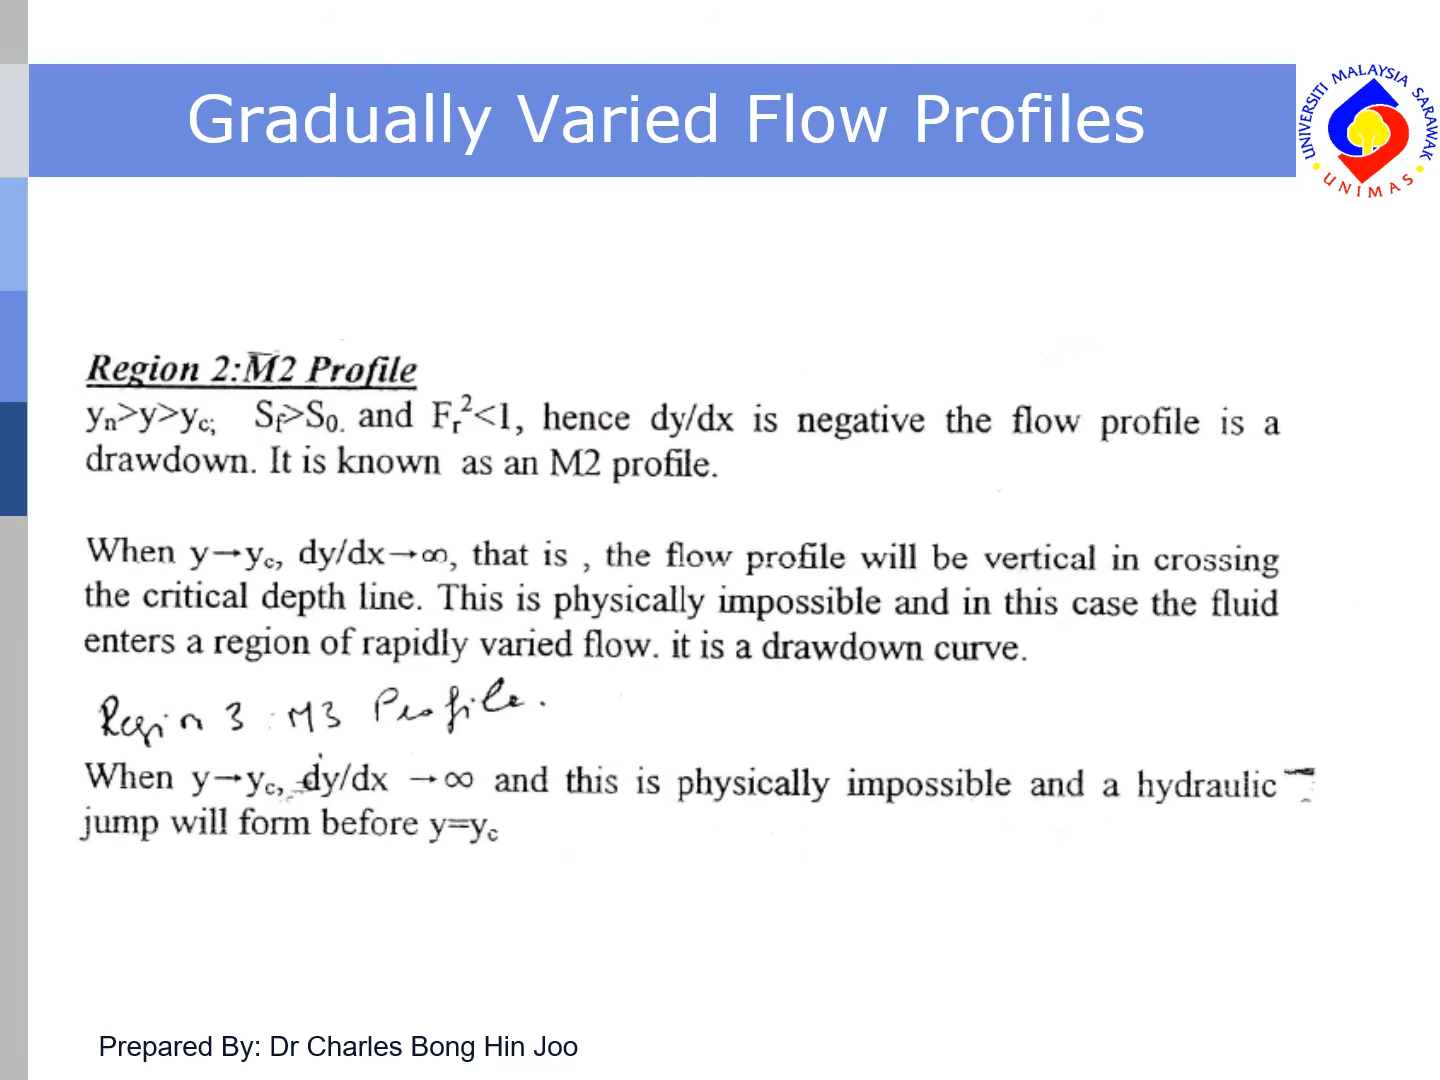 Gradually Varied Flow Profiles
UNIVERSITI MALAYSIA SARAWAK
UNIMAS
Region 2: M2 Profile
yn>y>yc; Sf>S0. and Fr²<1, hence dy/dx is negative the flow profile is a
drawdown. It is known as an M2 profile.
When y→yc, dy/dx→∞, that is , the flow profile will be vertical in crossing
the critical depth line. This is physically impossible and in this case the fluid
enters a region of rapidly varied flow. it is a drawdown curve.
Region 3 : M3 Profile.
When y→yc, dy/dx →∞ and this is physically impossible and a hydraulic
jump will form before y=yc
Prepared By: Dr Charles Bong Hin Joo